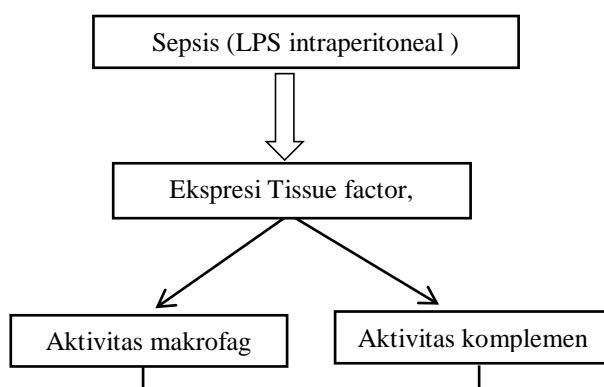 Sepsis (LPS intraperitoneal )
Ekspresi Tissue factor,
Aktivitas makrofag
Aktivitas komplemen